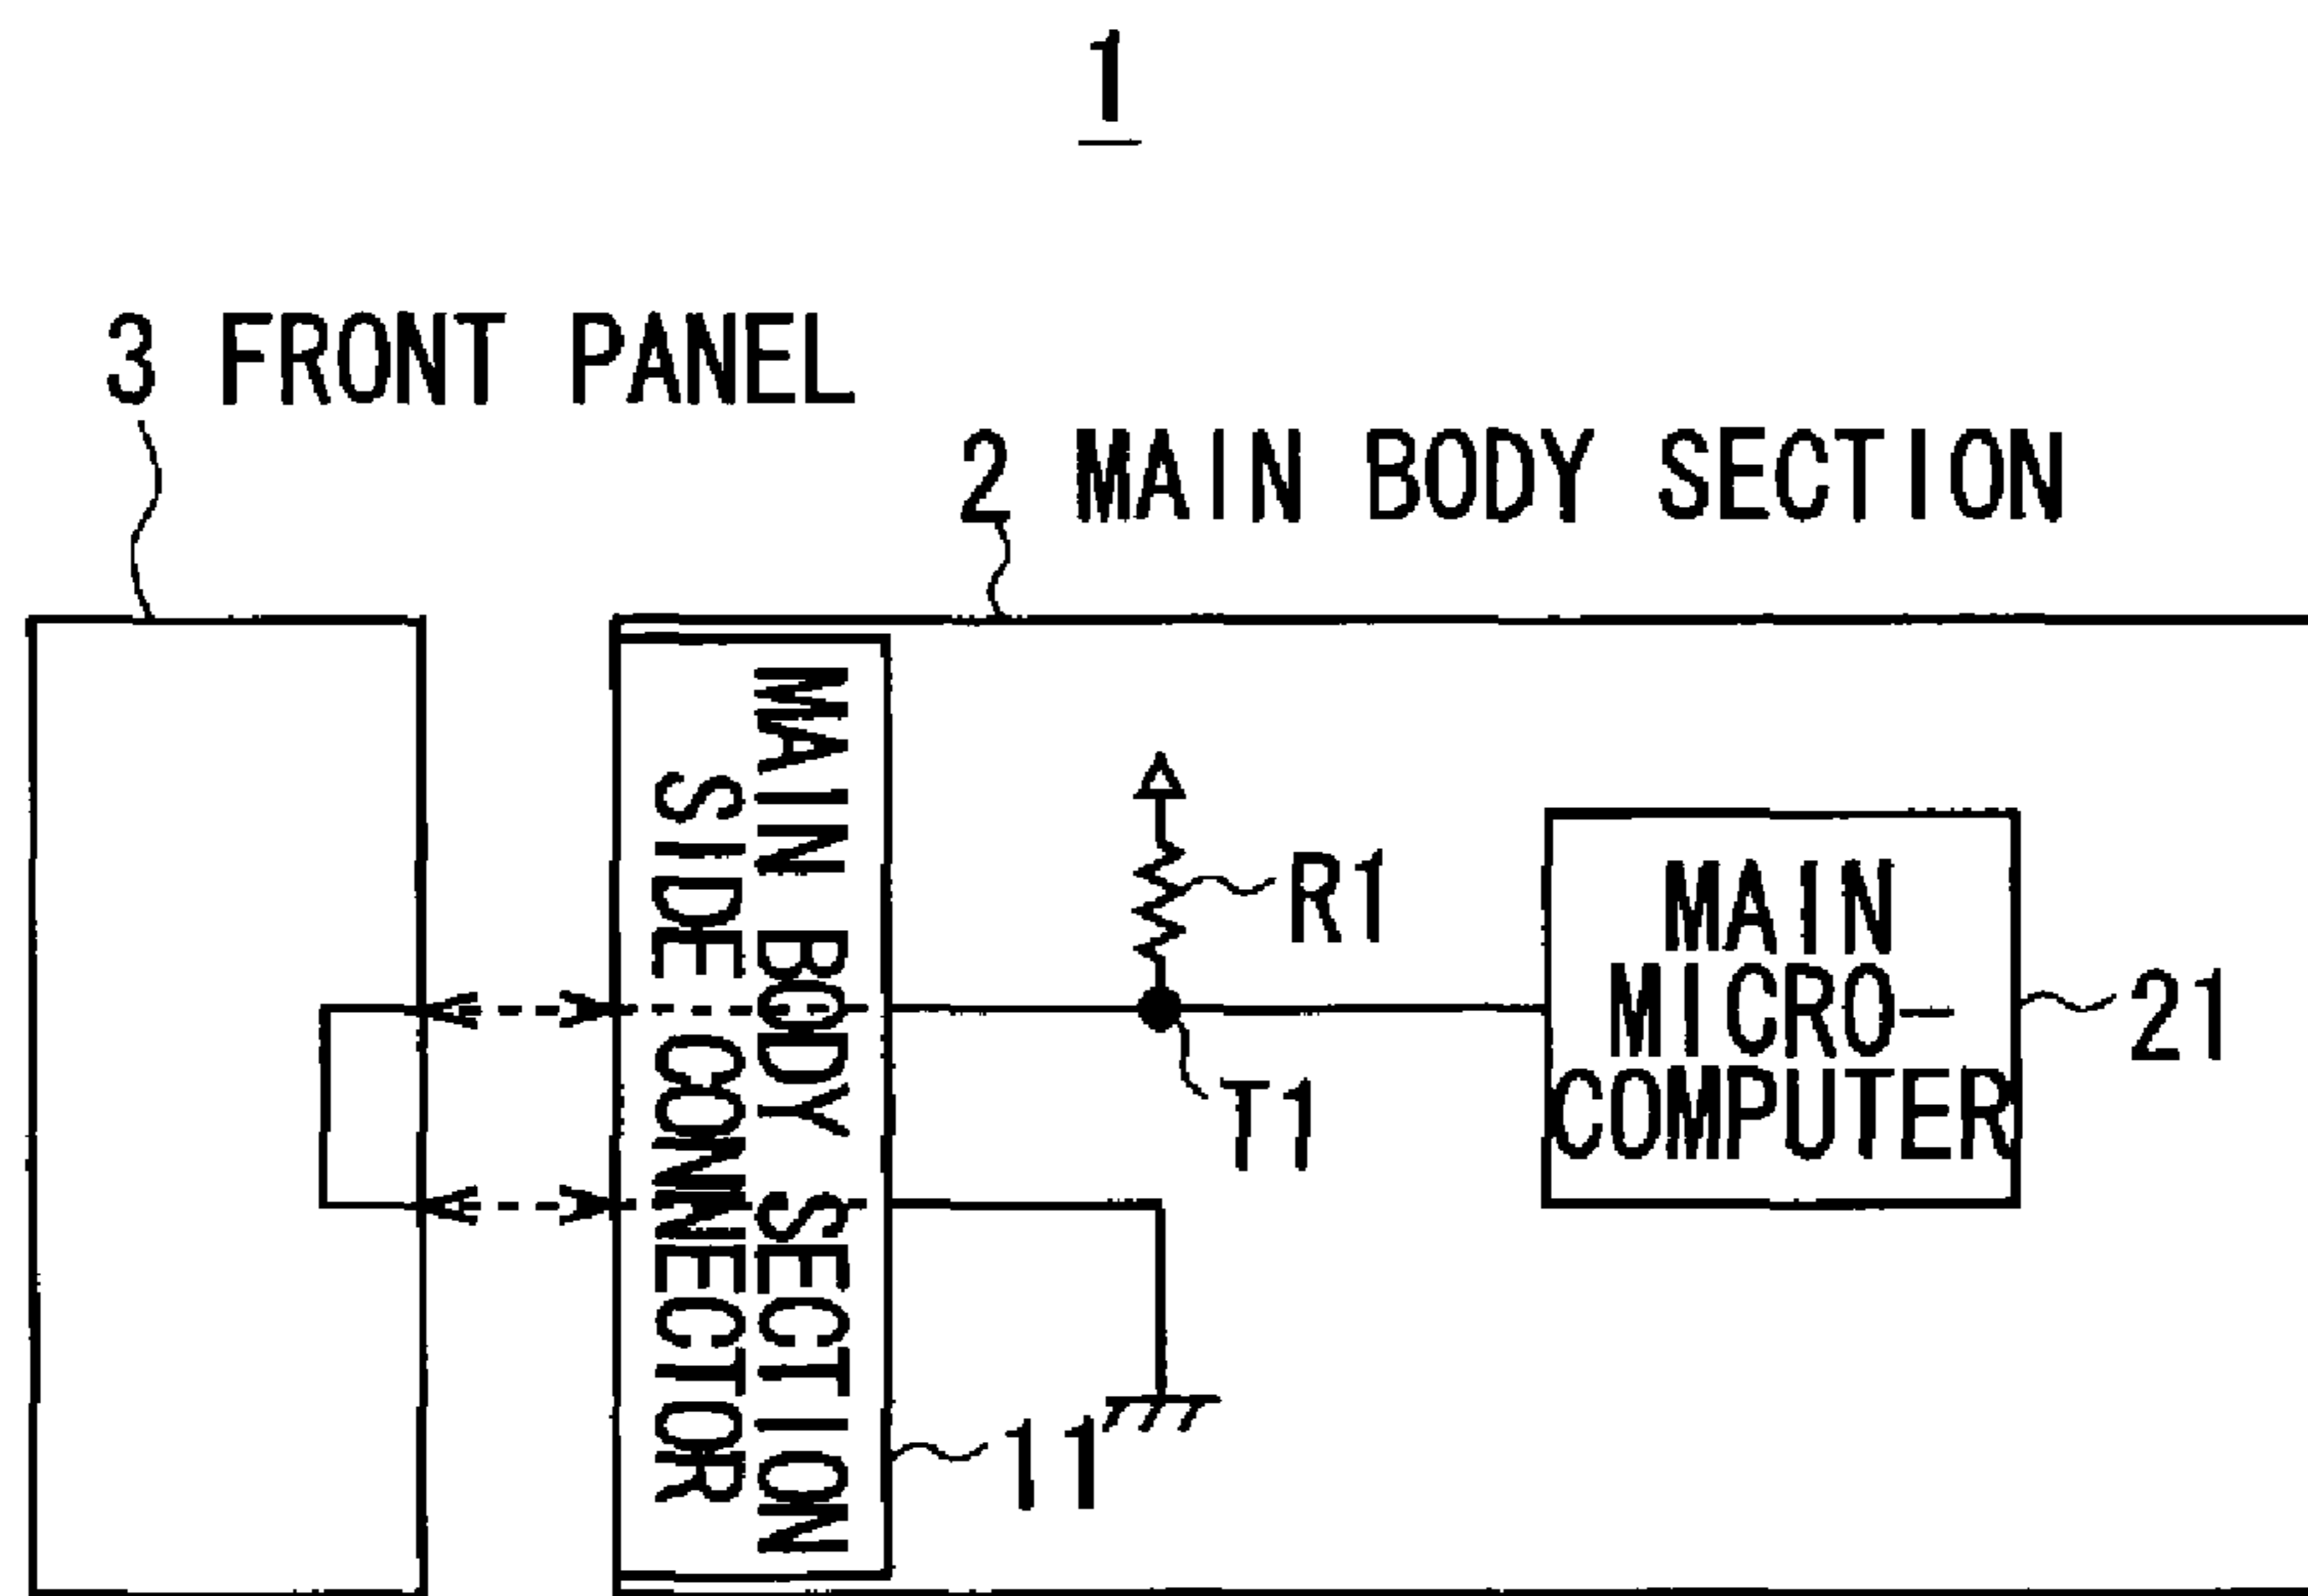 1
3 FRONT PANEL
2 MAIN BODY SECTION
MAIN BODY SECTION
SIDE CONNECTOR
R1
MAIN
MICRO-
COMPUTER
21
T1
11